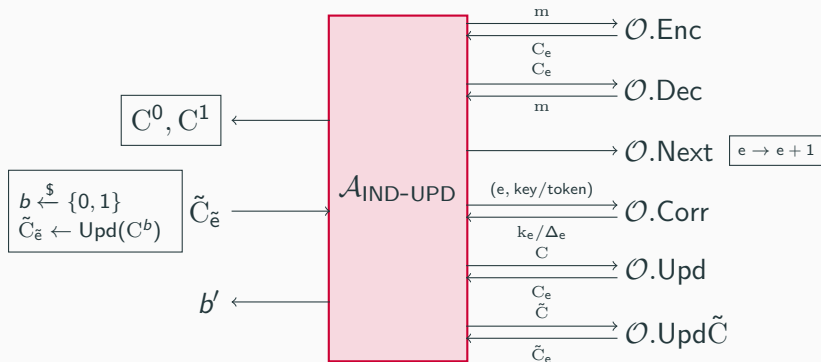 m
O.Enc
C_e
C_e
O.Dec
m
C⁰, C¹
O.Next
e → e + 1
A_IND-UPD
b ←$ {0, 1}
C̃_ẽ ← Upd(C^b)
C̃_ẽ
(e, key/token)
O.Corr
k_e/Δ_e
C
O.Upd
C_e
b′
C̃
O.UpdC̃
C̃_e